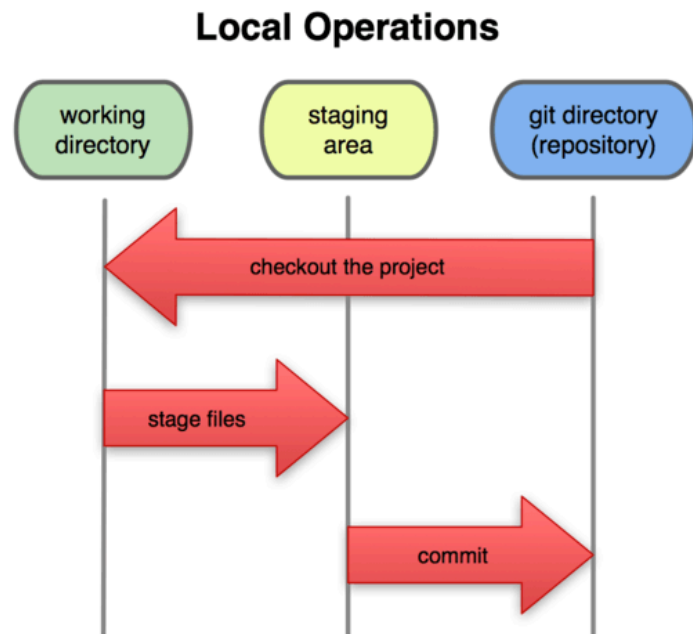 Local Operations
working
directory
staging
area
git directory
(repository)
checkout the project
stage files
commit